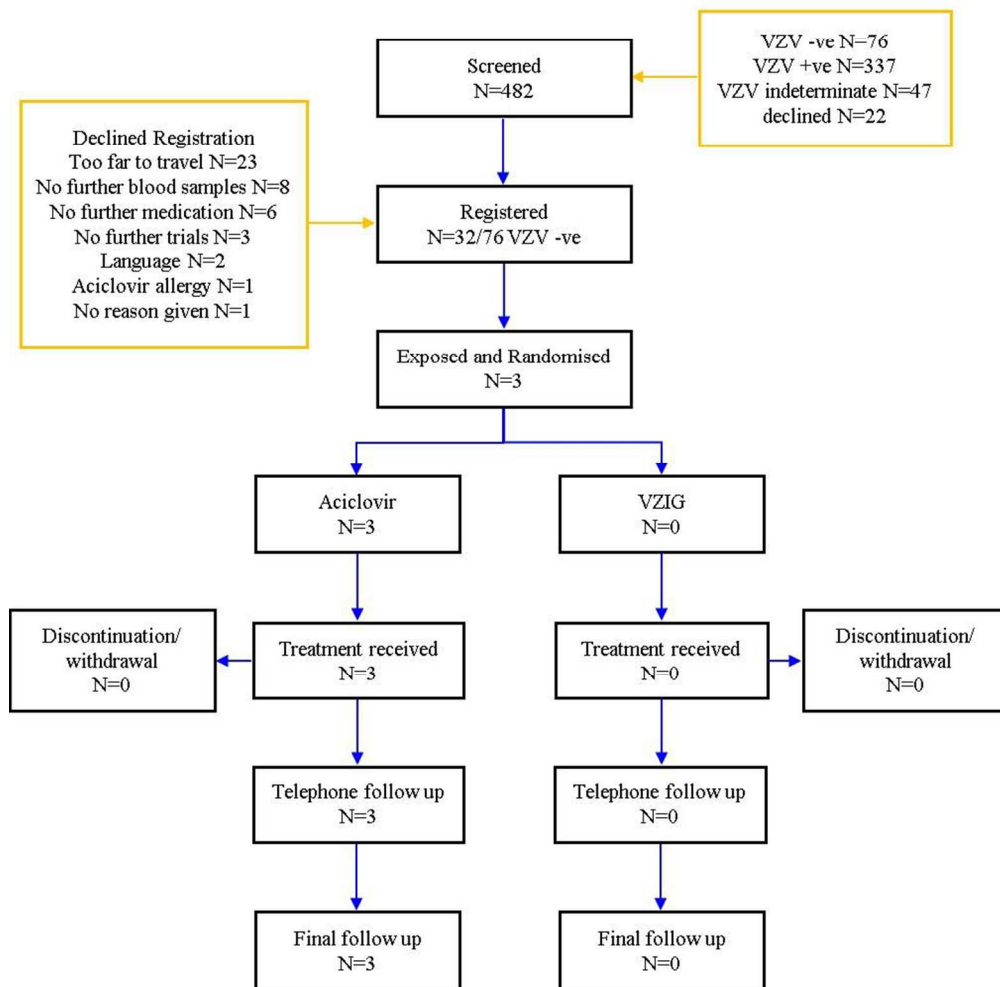 Screened
N=482
VZV -ve N=76
VZV +ve N=337
VZV indeterminate N=47
declined N=22
Declined Registration
Too far to travel N=23
No further blood samples N=8
No further medication N=6
No further trials N=3
Language N=2
Aciclovir allergy N=1
No reason given N=1
Registered
N=32/76 VZV -ve
Exposed and Randomised
N=3
Aciclovir
N=3
VZIG
N=0
Discontinuation/
withdrawal
N=0
Treatment received
N=3
Treatment received
N=0
Discontinuation/
withdrawal
N=0
Telephone follow up
N=3
Telephone follow up
N=0
Final follow up
N=3
Final follow up
N=0